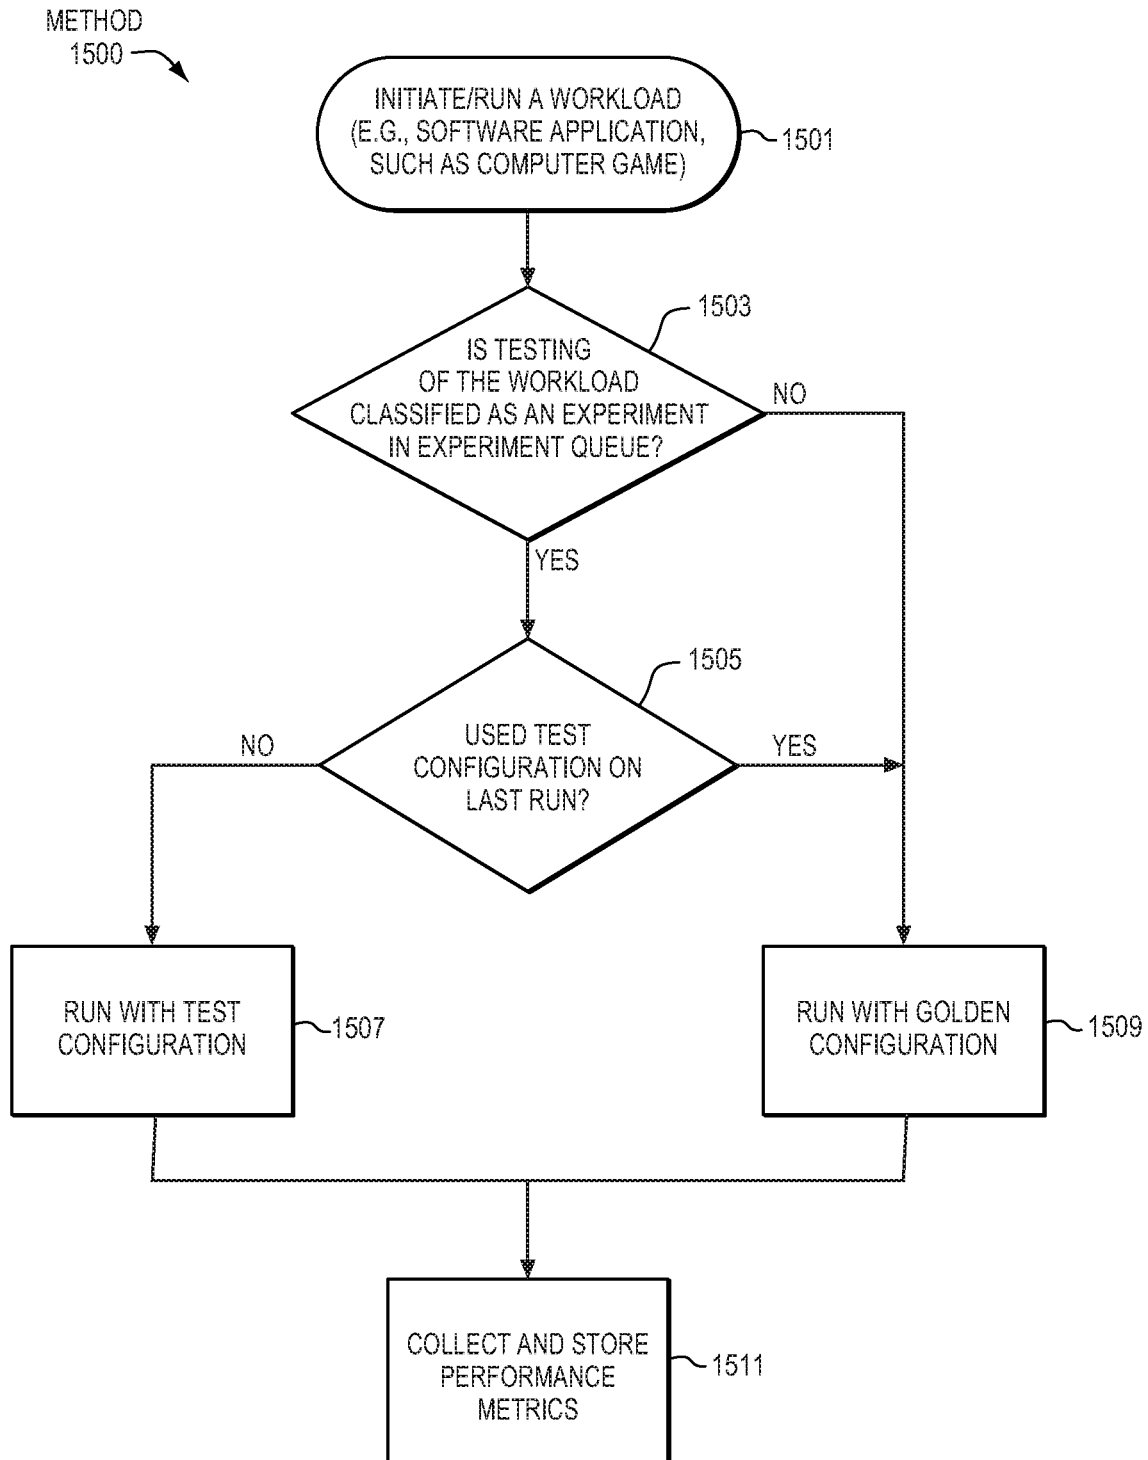 METHOD
1500
INITIATE/RUN A WORKLOAD
(E.G., SOFTWARE APPLICATION,
SUCH AS COMPUTER GAME)
1501
1503
IS TESTING
OF THE WORKLOAD
CLASSIFIED AS AN EXPERIMENT
IN EXPERIMENT QUEUE?
NO
YES
1505
USED TEST
CONFIGURATION ON
LAST RUN?
NO
YES
RUN WITH TEST
CONFIGURATION
1507
RUN WITH GOLDEN
CONFIGURATION
1509
COLLECT AND STORE
PERFORMANCE
METRICS
1511